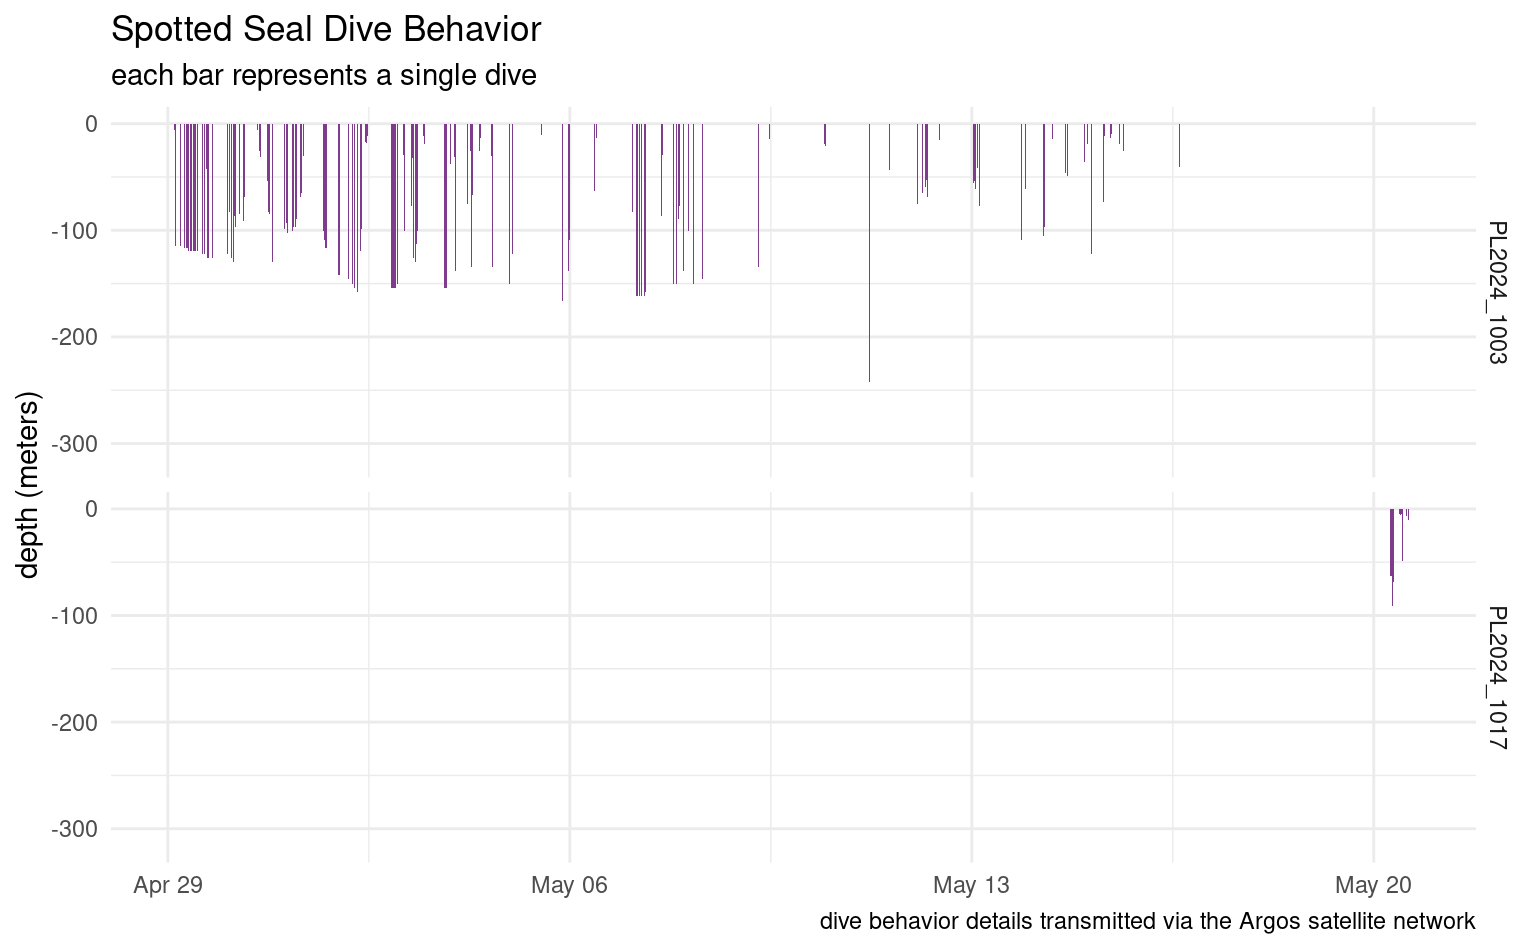 Spotted Seal Dive Behavior
each bar represents a single dive
depth (meters)
0
-100
-200
-300
PL2024_1003
0
-100
-200
-300
PL2024_1017
Apr 29
May 06
May 13
May 20
dive behavior details transmitted via the Argos satellite network